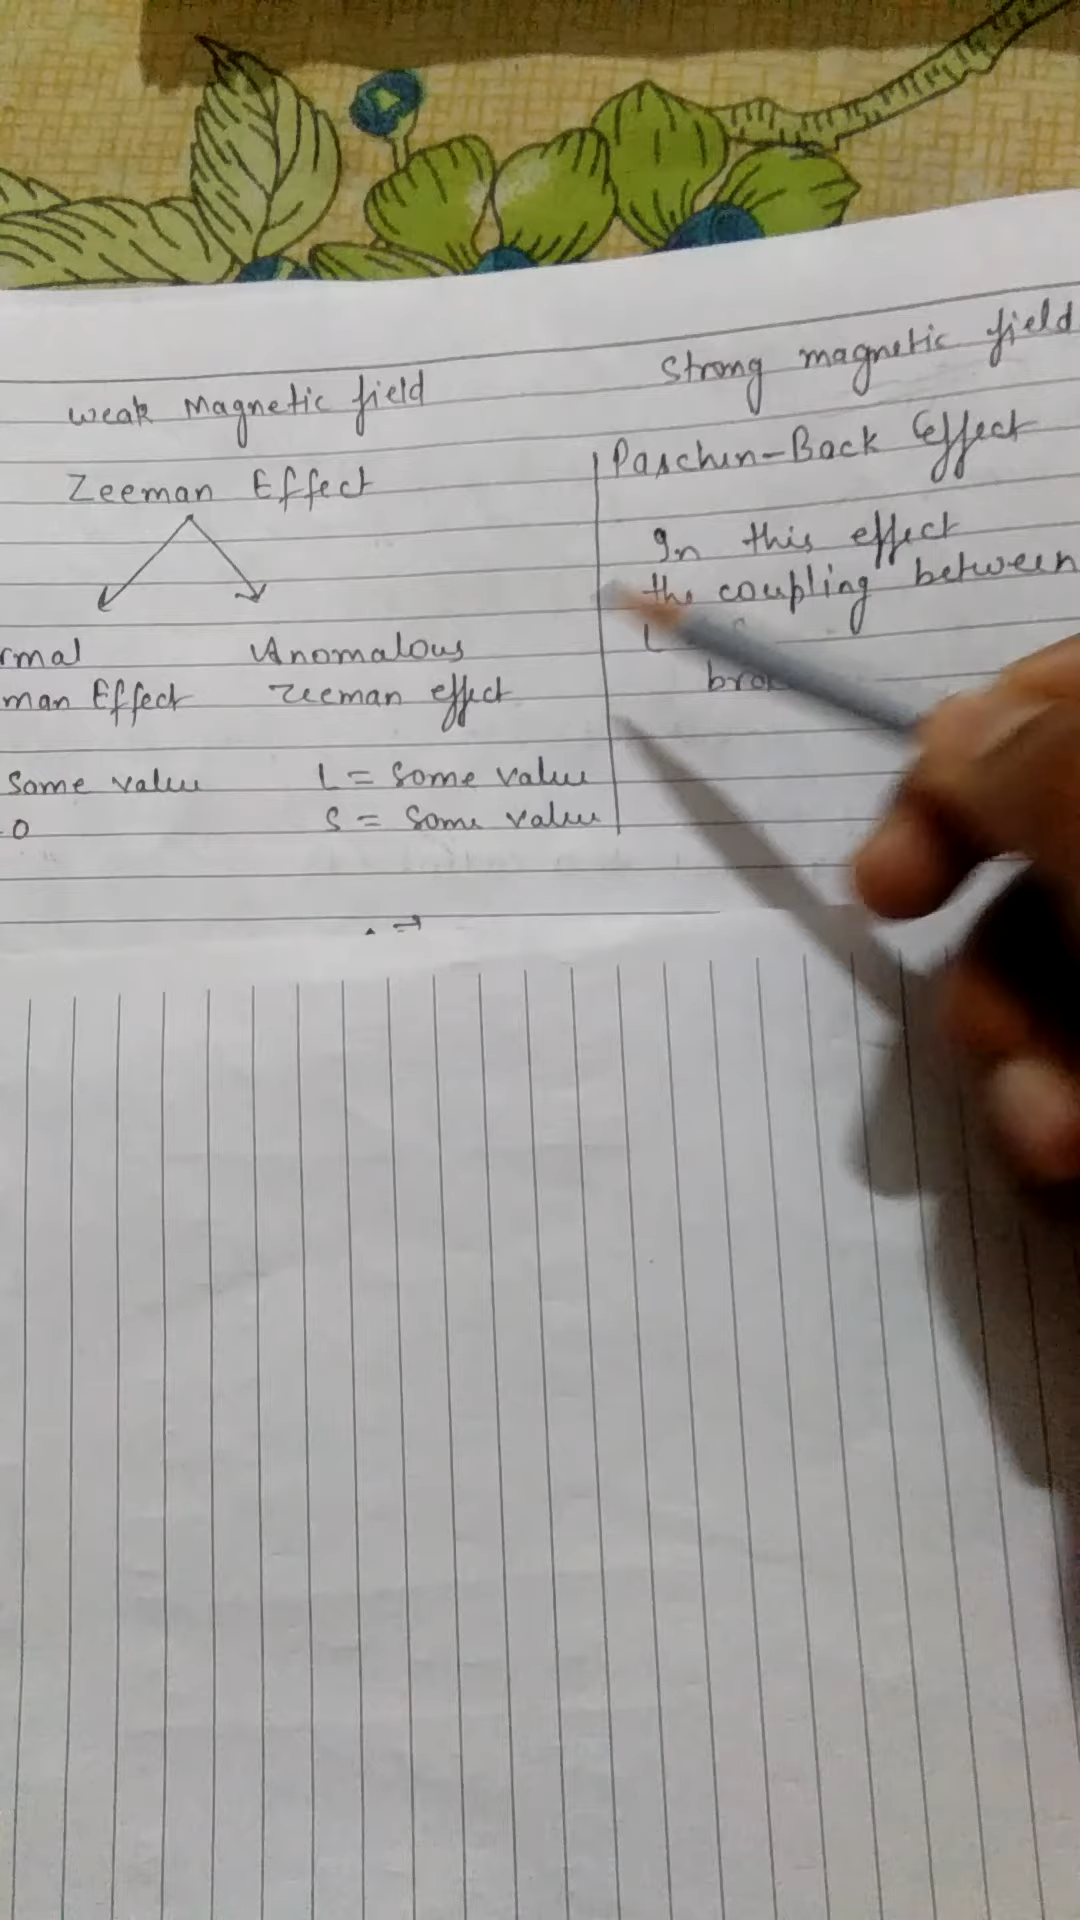 Weak Magnetic field
Strong magnetic field
Zeeman Effect
rmal Anomalous
man Effect Zeeman effect
Some value L = Some value
0 S = Some value
Paschen-Back Effect
In this effect
the coupling between
L